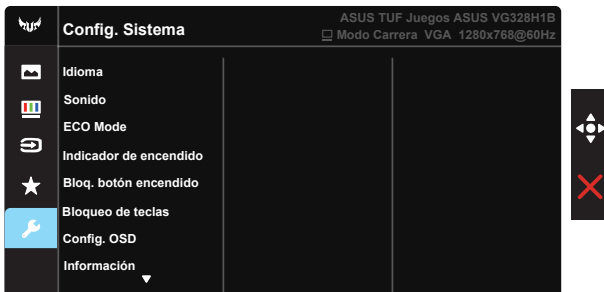 Config. Sistema
ASUS TUF Juegos ASUS VG328H1B
Modo Carrera VGA 1280x768@60Hz
Idioma
Sonido
ECO Mode
Indicador de encendido
Bloq. botón encendido
Bloqueo de teclas
Config. OSD
Información